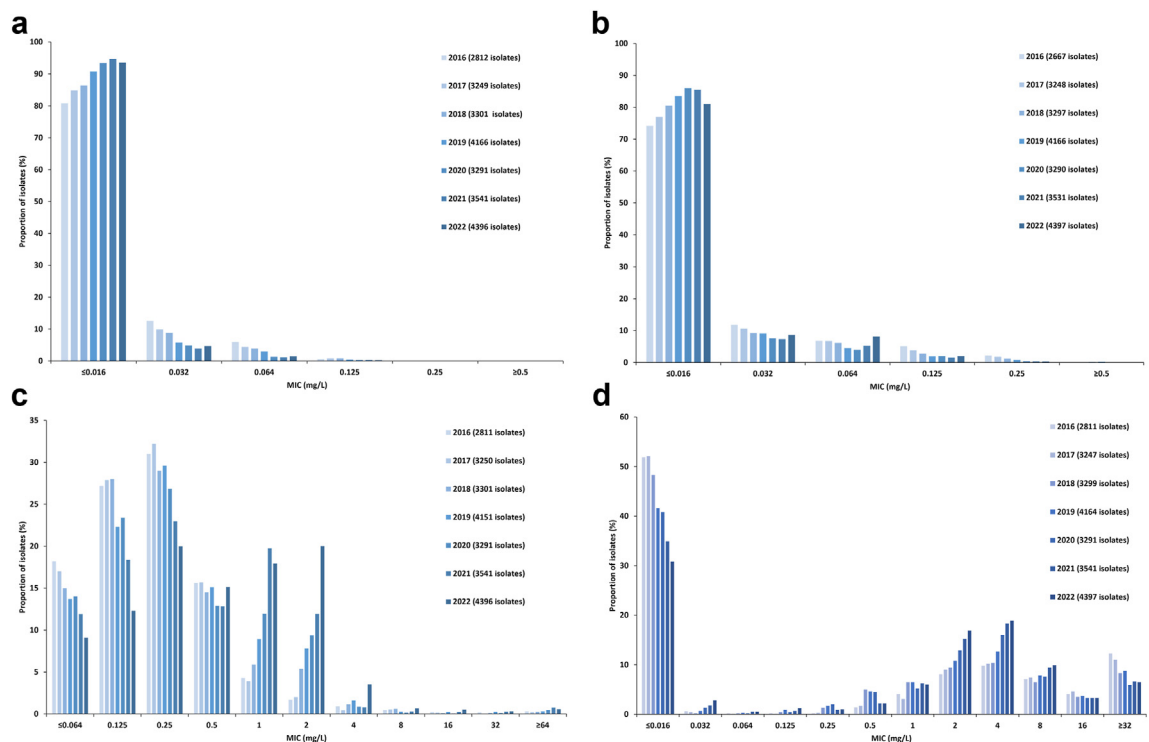 a
100
90
80
70
60
50
40
30
20
10
0
Proportion of isolates (%)
2016 (2812 isolates)
2017 (3249 isolates)
2018 (3301 isolates)
2019 (4166 isolates)
2020 (3291 isolates)
2021 (3541 isolates)
2022 (4396 isolates)
≤0.016
0.032
0.064
0.125
0.25
≥0.5
MIC (mg/L)
b
100
90
80
70
60
50
40
30
20
10
0
Proportion of isolates (%)
2016 (2667 isolates)
2017 (3248 isolates)
2018 (3297 isolates)
2019 (4166 isolates)
2020 (3290 isolates)
2021 (3531 isolates)
2022 (4397 isolates)
≤0.016
0.032
0.064
0.125
0.25
≥0.5
MIC (mg/L)
c
35
30
25
20
15
10
5
0
Proportion of isolates (%)
2016 (2811 isolates)
2017 (3250 isolates)
2018 (3301 isolates)
2019 (4151 isolates)
2020 (3291 isolates)
2021 (3541 isolates)
2022 (4396 isolates)
≤0.064
0.125
0.25
0.5
1
2
4
8
16
32
≥64
MIC (mg/L)
d
60
50
40
30
20
10
0
Proportion of isolates (%)
2016 (2811 isolates)
2017 (3247 isolates)
2018 (3299 isolates)
2019 (4164 isolates)
2020 (3291 isolates)
2021 (3541 isolates)
2022 (4397 isolates)
≤0.016
0.032
0.064
0.125
0.25
0.5
1
2
4
8
16
≥32
MIC (mg/L)